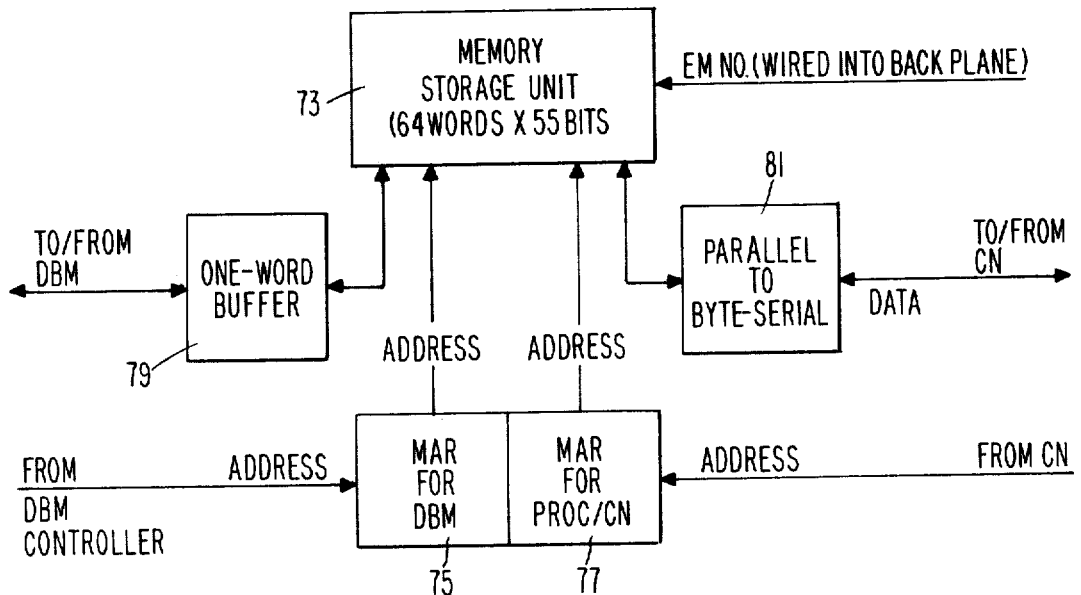 MEMORY
STORAGE UNIT
(64 WORDS X 55 BITS
73
EM NO. (WIRED INTO BACK PLANE)
81
TO/FROM
DBM
ONE-WORD
BUFFER
79
PARALLEL
TO
BYTE-SERIAL
TO/FROM
CN
DATA
ADDRESS
ADDRESS
FROM
DBM
CONTROLLER
ADDRESS
MAR
FOR
DBM
75
MAR
FOR
PROC/CN
77
ADDRESS
FROM CN